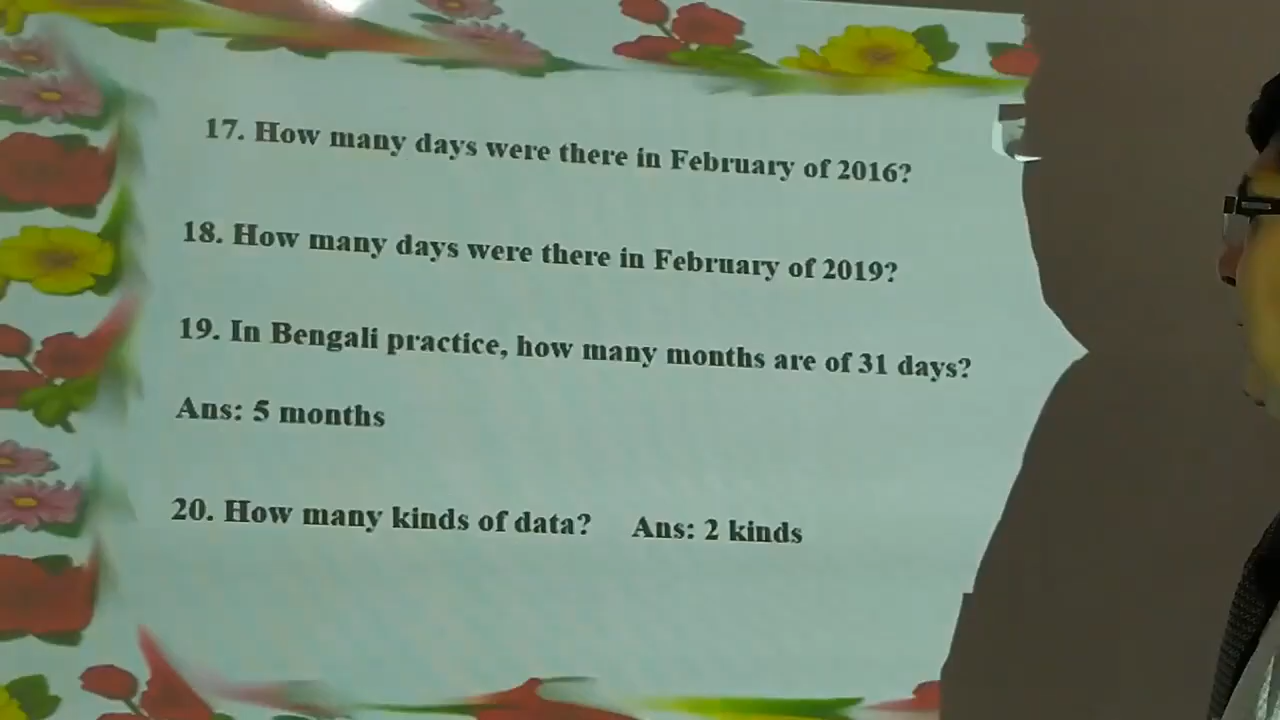 17. How many days were there in February of 2016?
18. How many days were there in February of 2019?
19. In Bengali practice, how many months are of 31 days?
Ans: 5 months
20. How many kinds of data? Ans: 2 kinds